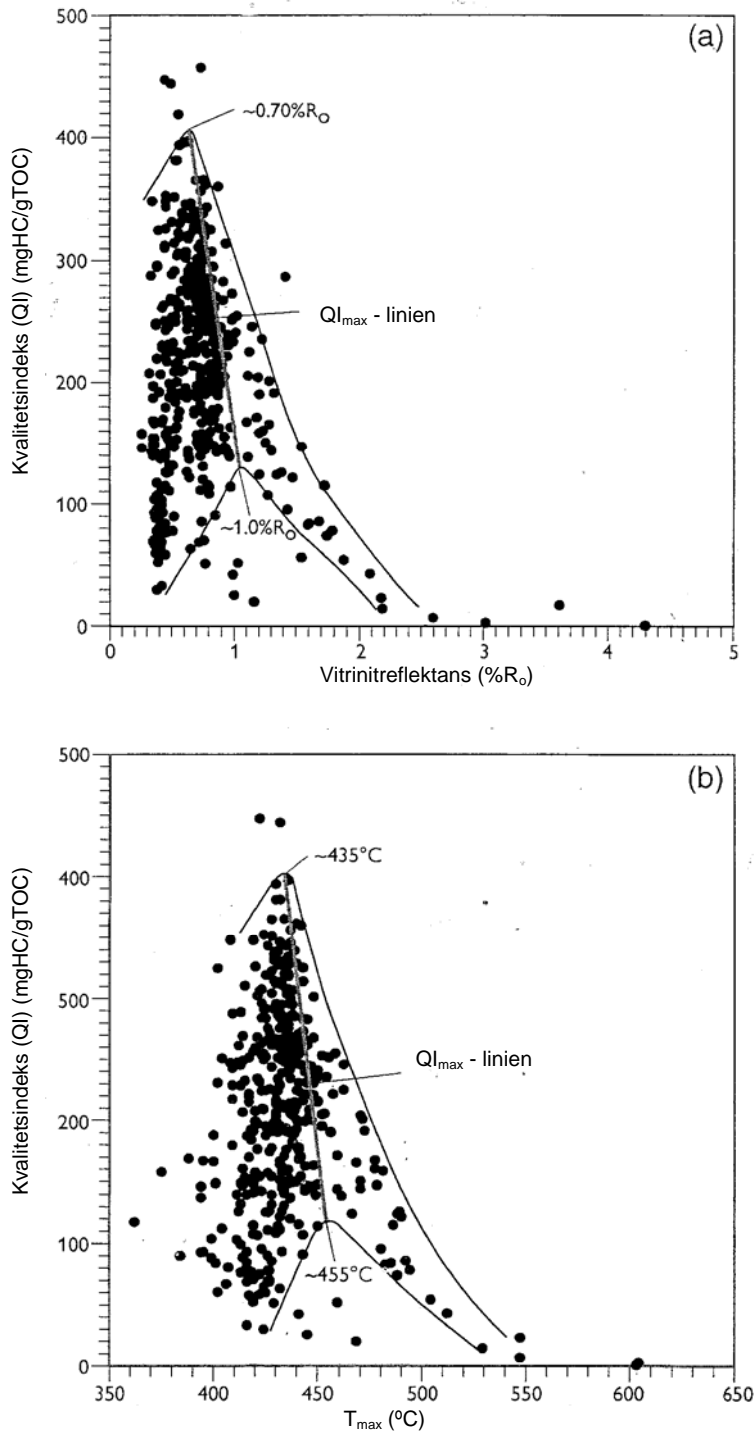 (a)
500
400
300
200
100
0
Kvalitetsindeks (QI) (mgHC/gTOC)
~0.70%Ro
QImax - linien
~1.0%Ro
0 1 2 3 4 5
Vitrinitreflektans (%Ro)
(b)
500
400
500
200
100
0
Kvalitetsindeks (QI) (mgHC/gTOC)
~435°C
QImax - linien
~455°C
350 400 450 500 550 600 650
Tmax (ºC)